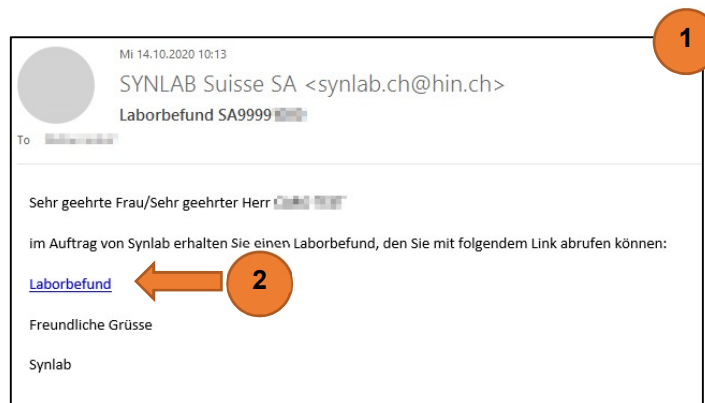 1
Mi 14.10.2020 10:13
SYNLAB Suisse SA <synlab.ch@hin.ch>
Laborbefund SA9999
To
Sehr geehrte Frau/Sehr geehrter Herr
im Auftrag von Synlab erhalten Sie einen Laborbefund, den Sie mit folgendem Link abrufen können:
Laborbefund 2
Freundliche Grüsse
Synlab